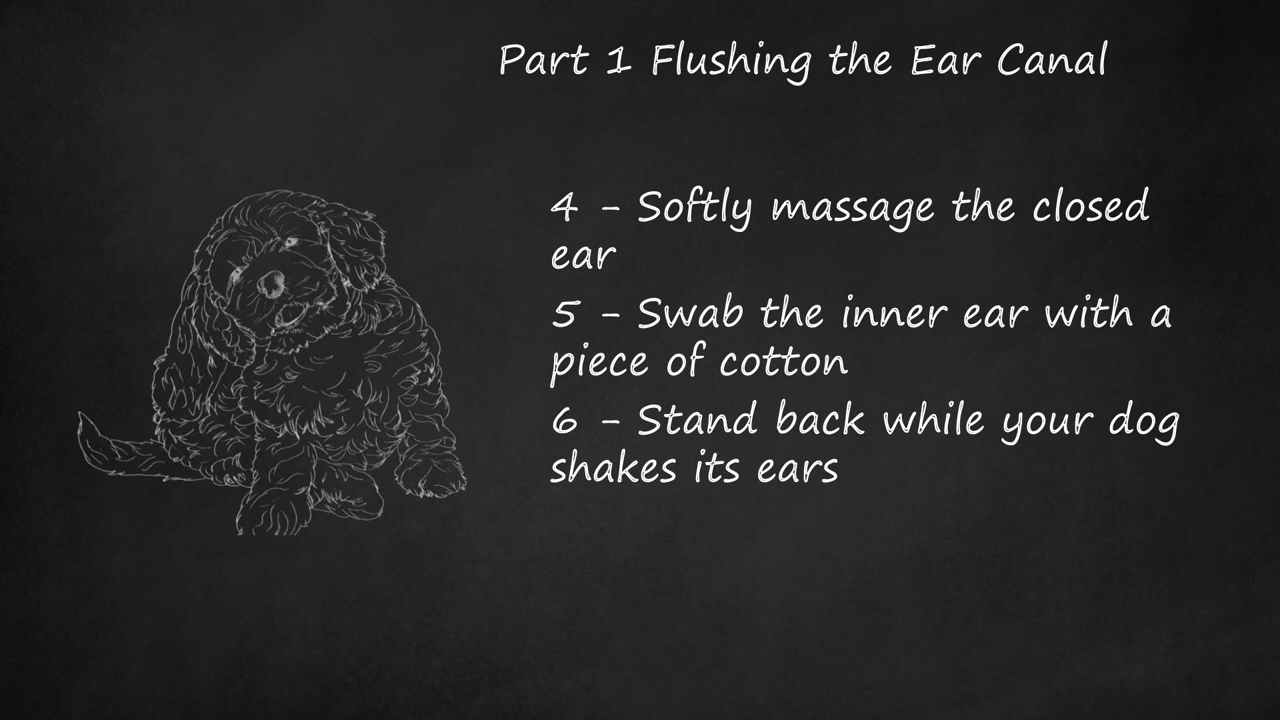 Part 1 Flushing the Ear Canal
4 - Softly massage the closed
ear
5 - Swab the inner ear with a
piece of cotton
6 - Stand back while your dog
shakes its ears